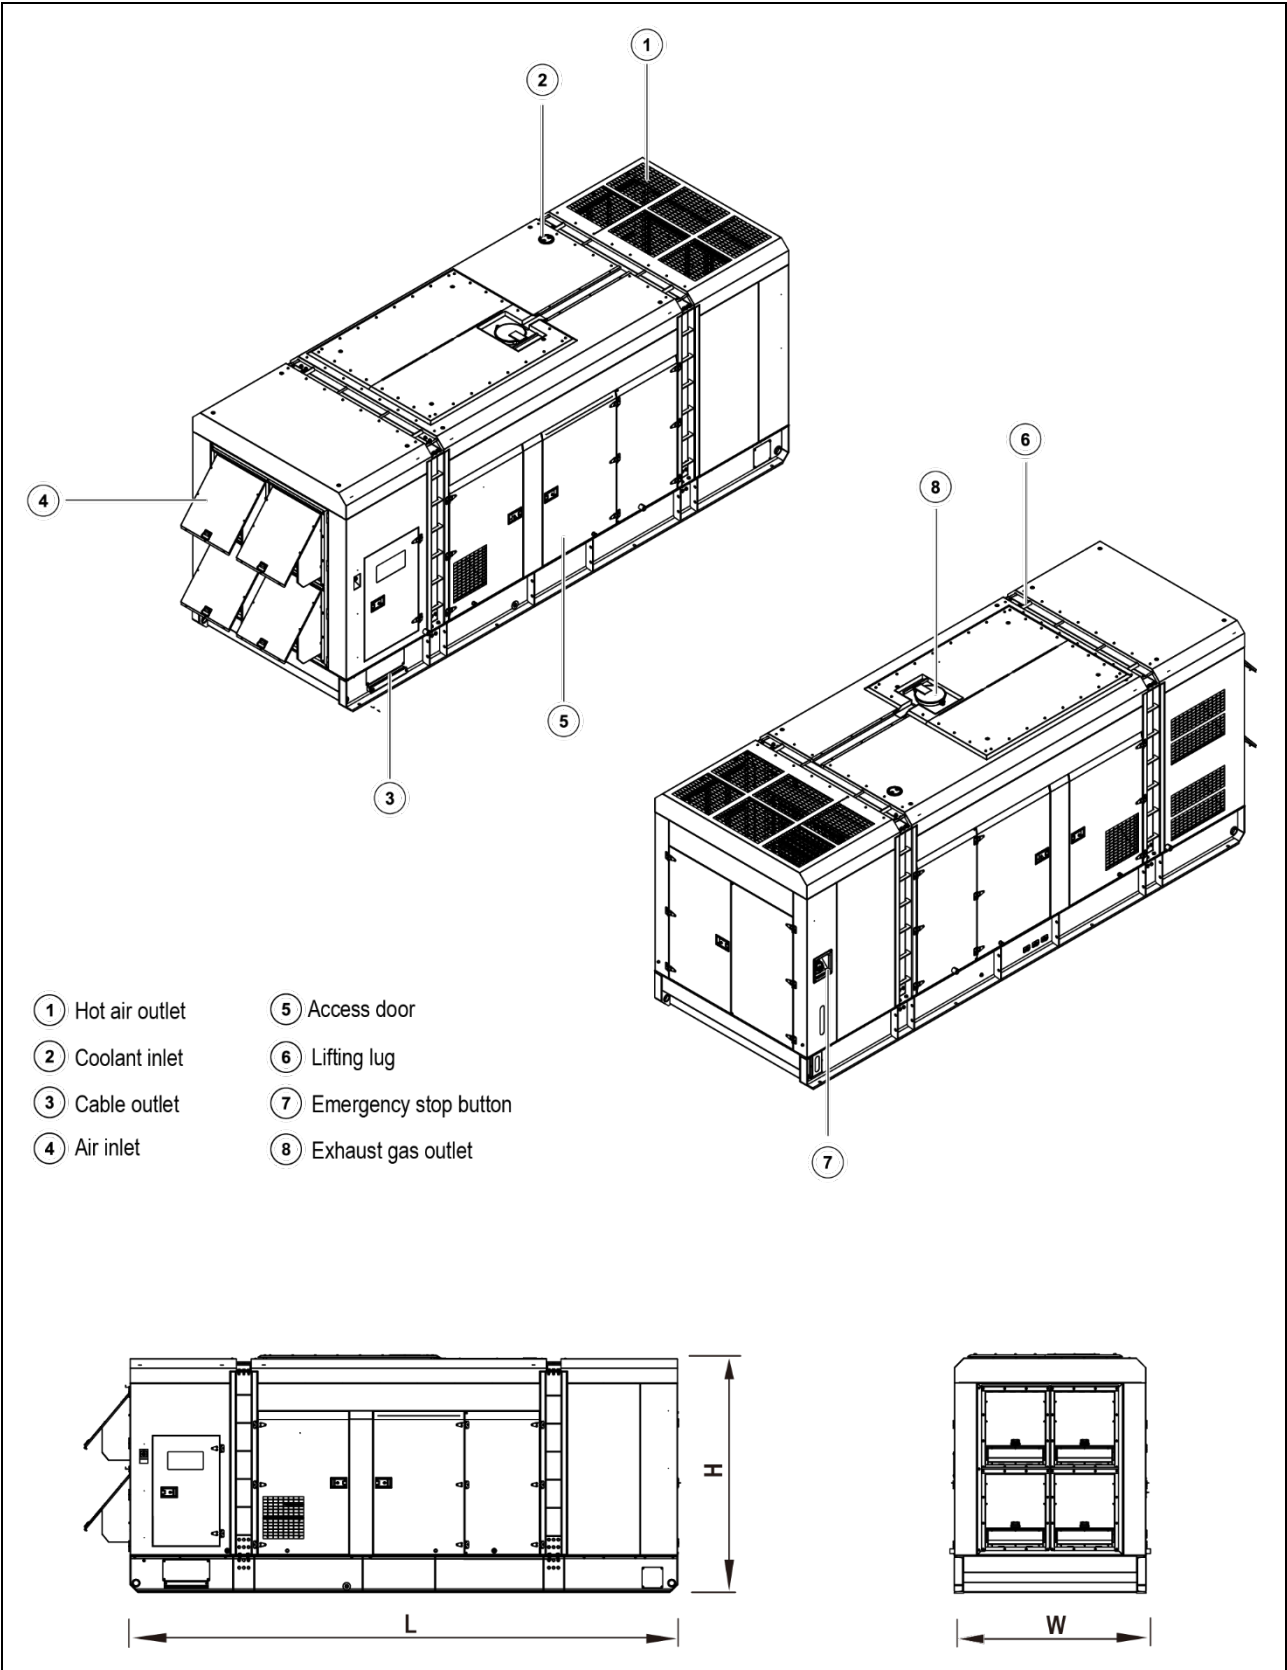 1
2
6
8
4
5
3
1 Hot air outlet
5 Access door
2 Coolant inlet
6 Lifting lug
3 Cable outlet
7 Emergency stop button
4 Air inlet
8 Exhaust gas outlet
7
H
L
W